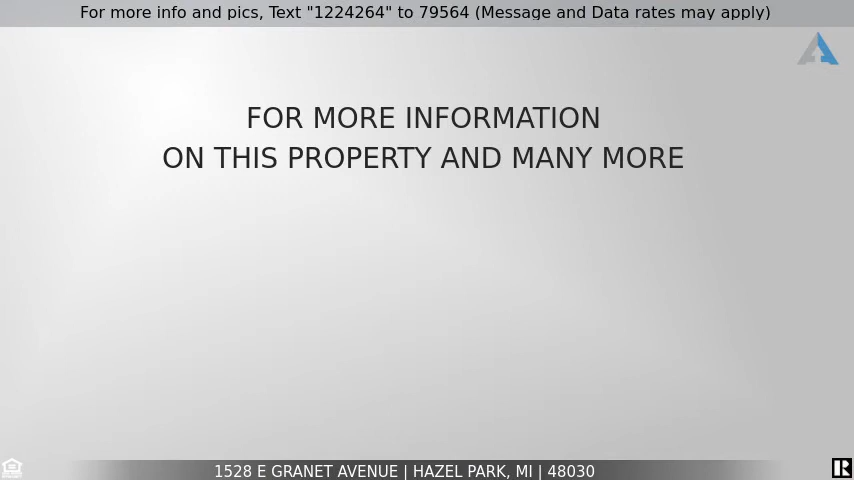 For more info and pics, Text "1224264" to 79564 (Message and Data rates may apply)
FOR MORE INFORMATION
ON THIS PROPERTY AND MANY MORE
1528 E GRANET AVENUE | HAZEL PARK, MI | 48030